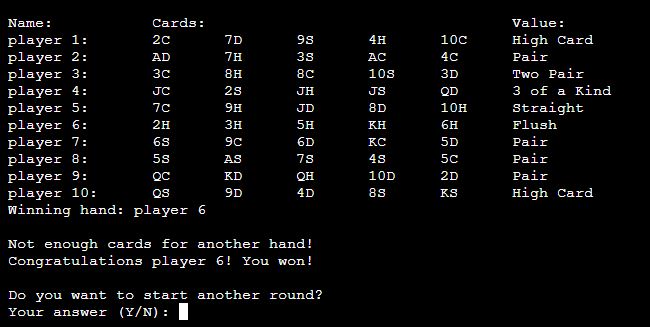 Name: Cards: Value:
player 1: 2C 7D 9S 4H 10C High Card
player 2: AD 7H 3S AC 4C Pair
player 3: 3C 8H 8C 10S 3D Two Pair
player 4: JC 2S JH JS QD 3 of a Kind
player 5: 7C 9H JD 8D 10H Straight
player 6: 2H 3H 5H KH 6H Flush
player 7: 6S 9C 6D KC 5D Pair
player 8: 5S AS 7S 4S 5C Pair
player 9: QC KD QH 10D 2D Pair
player 10: QS 9D 4D 8S KS High Card
Winning hand: player 6
Not enough cards for another hand!
Congratulations player 6! You won!
Do you want to start another round?
Your answer (Y/N):